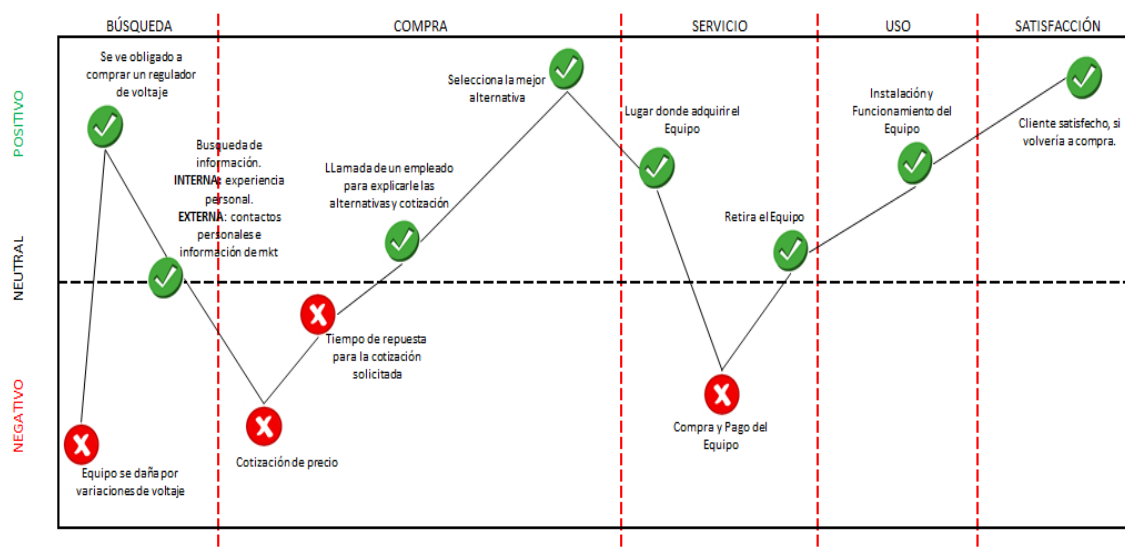 BÚSQUEDA
COMPRA
SERVICIO
USO
SATISFACCIÓN
POSITIVO
NEUTRAL
NEGATIVO
Se ve obligado a
comprar un regulador
de voltaje
Busqueda de
información.
INTERNA: experiencia
personal.
EXTERNA: contactos
personales e
información de mkt
Equipo se daña por
variaciones de voltaje
Cotización de precio
Tiempo de repuesta
para la cotización
solicitada
LLamada de un empleado
para explicarle las
alternativas y cotización
Selecciona la mejor
alternativa
Lugar donde adquirir el
Equipo
Compra y Pago del
Equipo
Retira el Equipo
Instalación y
Funcionamiento del
Equipo
Cliente satisfecho, si
volvería a compra.